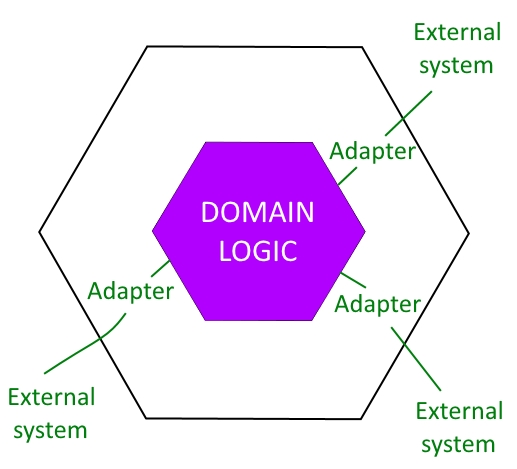 External
system
Adapter
DOMAIN
LOGIC
Adapter
Adapter
External
system
External
system